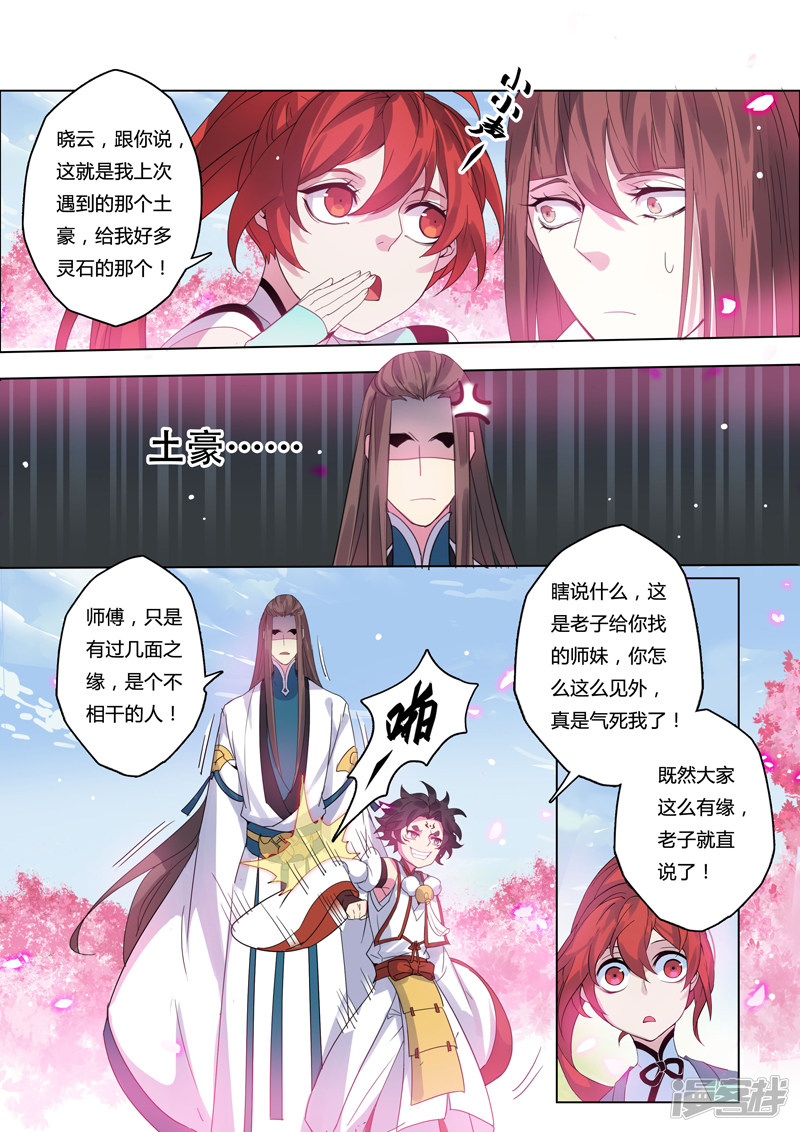 晓云，跟你说，
这就是我上次
遇到的那个土
豪，给我好多
灵石的那个！
小小声！
土豪……
师傅，只是
有过几面之
缘，是个不
相干的人！
啪
瞎说什么，这
是老子给你找
的师妹，你怎
么这么见外，
真是气死我了！
既然大家
这么有缘，
老子就直
说了！
漫客栈